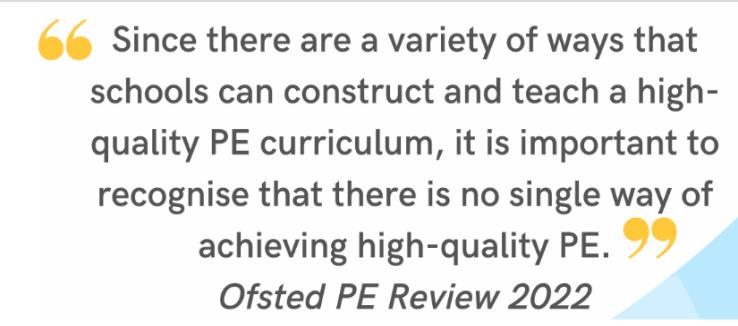 “ Since there are a variety of ways that
schools can construct and teach a high-
quality PE curriculum, it is important to
recognise that there is no single way of
achieving high-quality PE. ”
Ofsted PE Review 2022